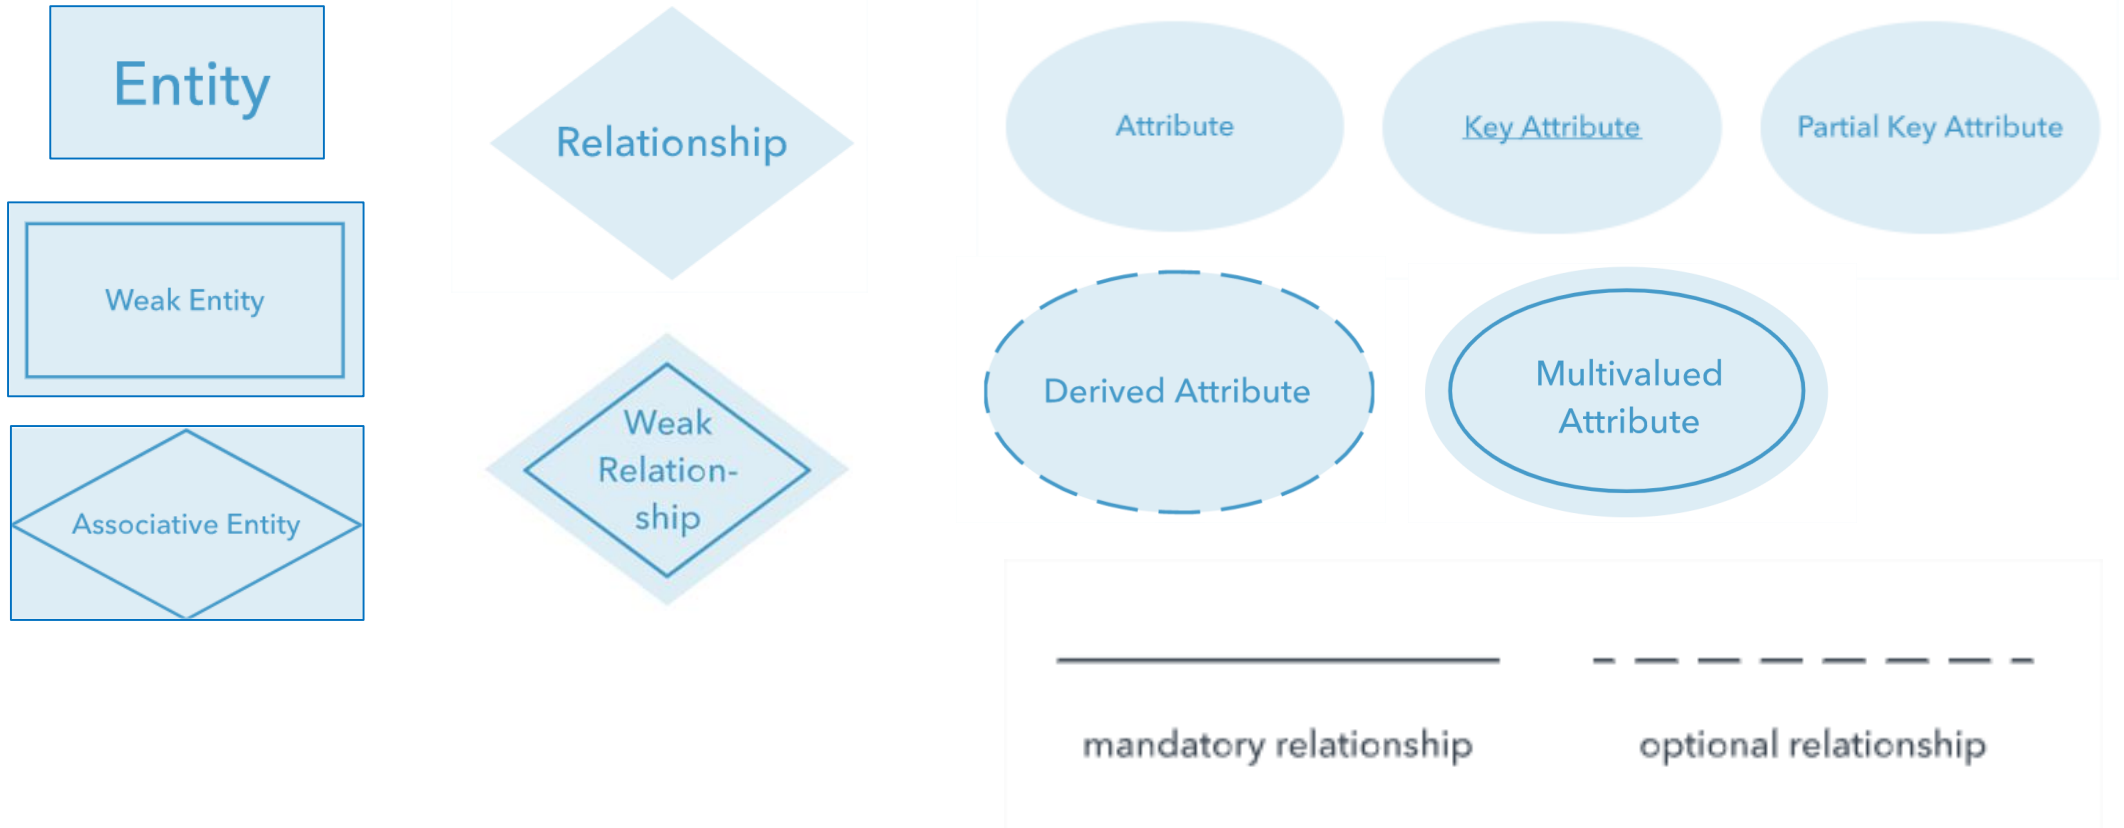 Entity
Weak Entity
Associative Entity
Relationship
Weak
Relation-
ship
Attribute
Key Attribute
Partial Key Attribute
Derived Attribute
Multivalued
Attribute
mandatory relationship
optional relationship